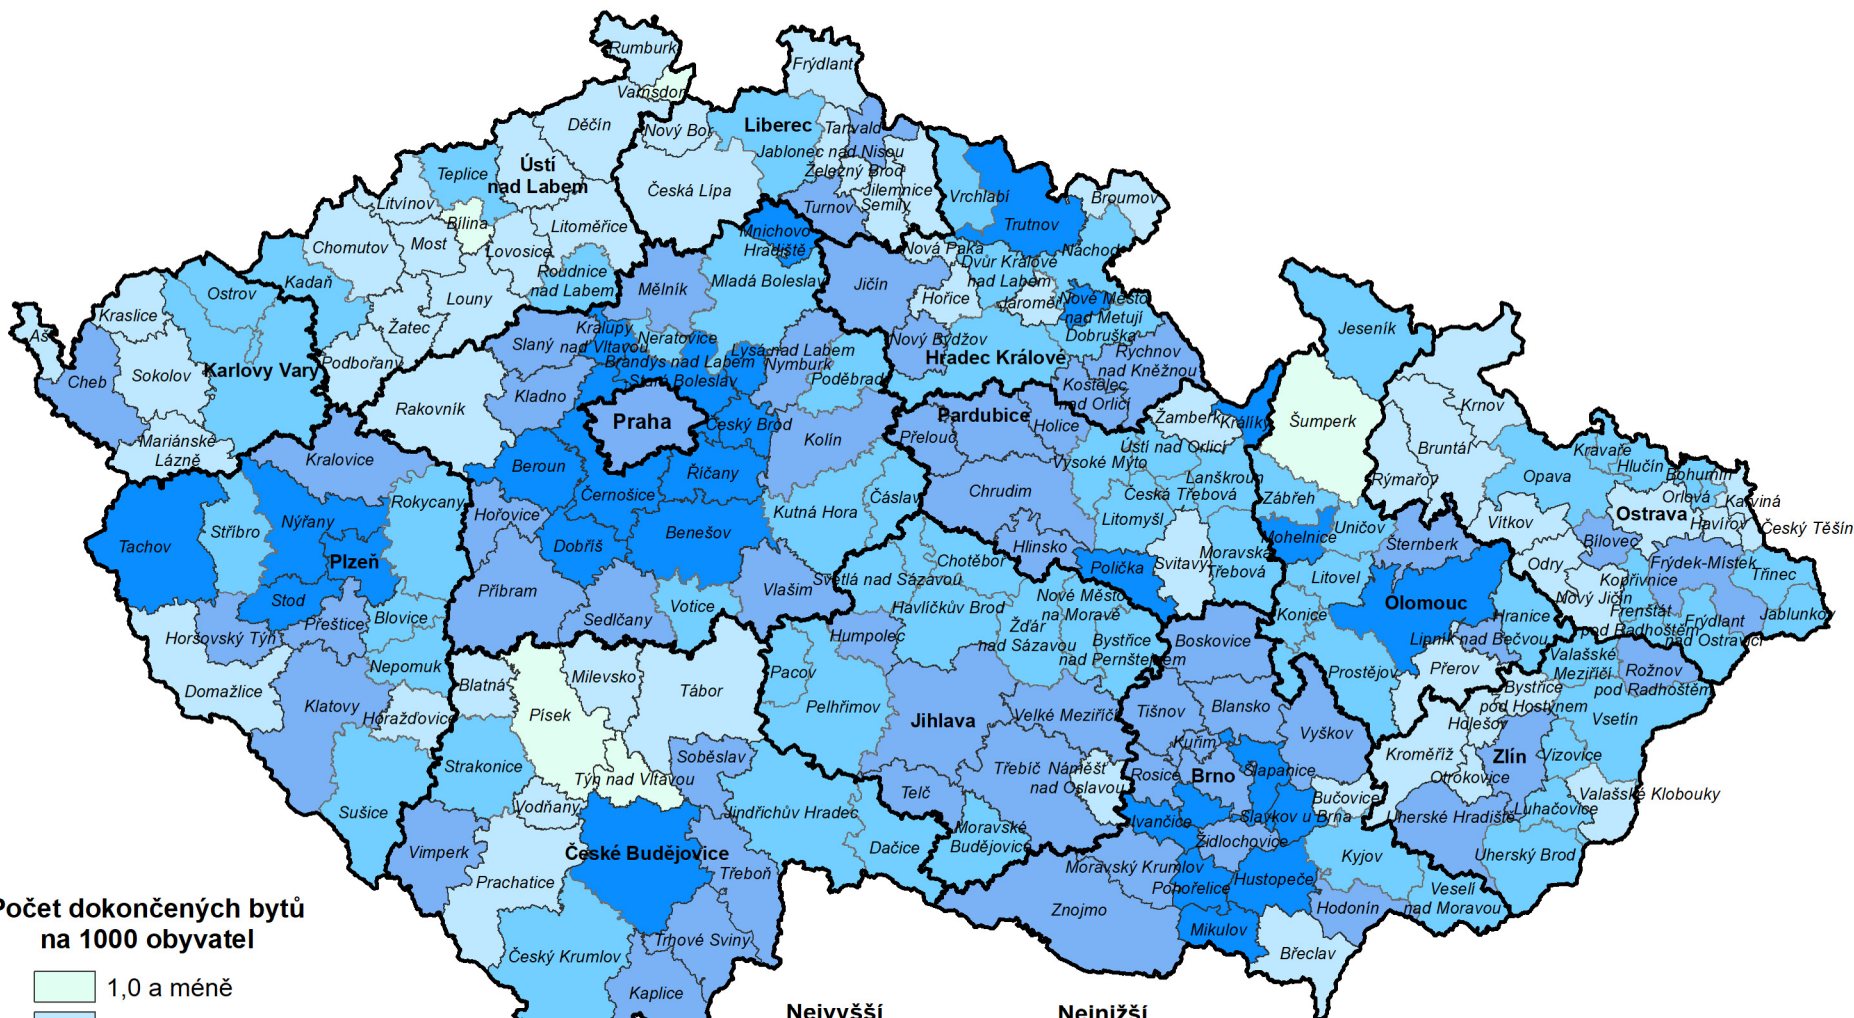 Rumburk
Varnsdorf
Frýdlant
Děčín
Nový Bor
Liberec
Tanvald
Jablonec nad Nisou
Železný Brod
Ústí
nad Labem
Teplice
Česká Lípa
Jilemnice
Semily
Turnov
Vrchlabí
Trutnov
Broumov
Litvínov
Bílina
Litoměřice
Mnichovo
Hradiště
Chomutov
Most
Lovosice
Nová Paka
Náchod
Dvůr Králové
nad Labem
Roudnice
nad Labem
Kadaň
Ostrov
Louny
Mělník
Mladá Boleslav
Jičín
Hořice
Jaroměř
Nové Město
nad Metují
Dobruška
Kraslice
Aš
Žatec
Slaný
Kralupy
nad Vltavou
Neratovice
Brandýs nad Labem
Stará Boleslav
Lysá nad Labem
Nymburk
Poděbrady
Nový Bydžov
Hradec Králové
Rychnov
nad Kněžnou
Kostelec
nad Orlicí
Jeseník
Cheb
Sokolov
Karlovy Vary
Podbořany
Rakovník
Kladno
Praha
Český Brod
Kolín
Pardubice
Přelouč
Holice
Žamberk
Králíky
Šumperk
Krnov
Bruntál
Rýmařov
Mariánské
Lázně
Kralovice
Beroun
Říčany
Černošice
Ústí nad Orlicí
Vysoké Mýto
Lanškroun
Česká Třebová
Zábřeh
Opava
Kravaře
Hlučín
Bohumín
Orlová
Karviná
Ostrava
Havířov
Český Těšín
Rokycany
Hořovice
Čáslav
Kutná Hora
Chrudim
Litomyšl
Tachov
Stříbro
Nýřany
Plzeň
Dobříš
Benešov
Hlinsko
Polička
Svitavy
Moravská
Třebová
Mohelnice
Uničov
Šternberk
Vítkov
Bílovec
Odry
Frýdek-Místek
Třinec
Kopřivnice
Nový Jičín
Frenštát
pod Radhoštěm
Frýdlant
nad Ostravicí
Jablunkov
Stod
Přeštice
Blovice
Příbram
Sedlčany
Votice
Vlašim
Světlá nad Sázavou
Chotěboř
Havlíčkův Brod
Nové Město
na Moravě
Žďár
nad Sázavou
Bystřice
nad Pernštejnem
Litovel
Olomouc
Konice
Hranice
Lipník nad Bečvou
Horšovský Týn
Nepomuk
Domažlice
Klatovy
Horažďovice
Blatná
Milevsko
Tábor
Písek
Humpolec
Pacov
Pelhřimov
Jihlava
Velké Meziříčí
Boskovice
Tišnov
Blansko
Prostějov
Přerov
Valašské
Meziříčí
Rožnov
pod Radhoštěm
Bystřice
pod Hostýnem
Holešov
Vsetín
Vyškov
Kuřim
Kroměříž
Zlín
Vizovice
Otrokovice
Strakonice
Soběslav
Týn nad Vltavou
Třebíč
Náměšť
nad Oslavou
Rosice
Brno
Šlapanice
Bučovice
Valašské Klobouky
Sušice
Vodňany
Jindřichův Hradec
Telč
Ivančice
Slavkov u Brna
Uherské Hradiště
Luhačovice
Vimperk
České Budějovice
Dačice
Moravské
Budějovice
Židlochovice
Kyjov
Uherský Brod
Prachatice
Třeboň
Moravský Krumlov
Pohořelice
Hustopeče
Veselí
nad Moravou
Znojmo
Hodonín
Mikulov
Trhové Sviny
Český Krumlov
Břeclav
Kaplice
Počet dokončených bytů
na 1000 obyvatel
1,0 a méně
Nejvyšší
Nejnižší